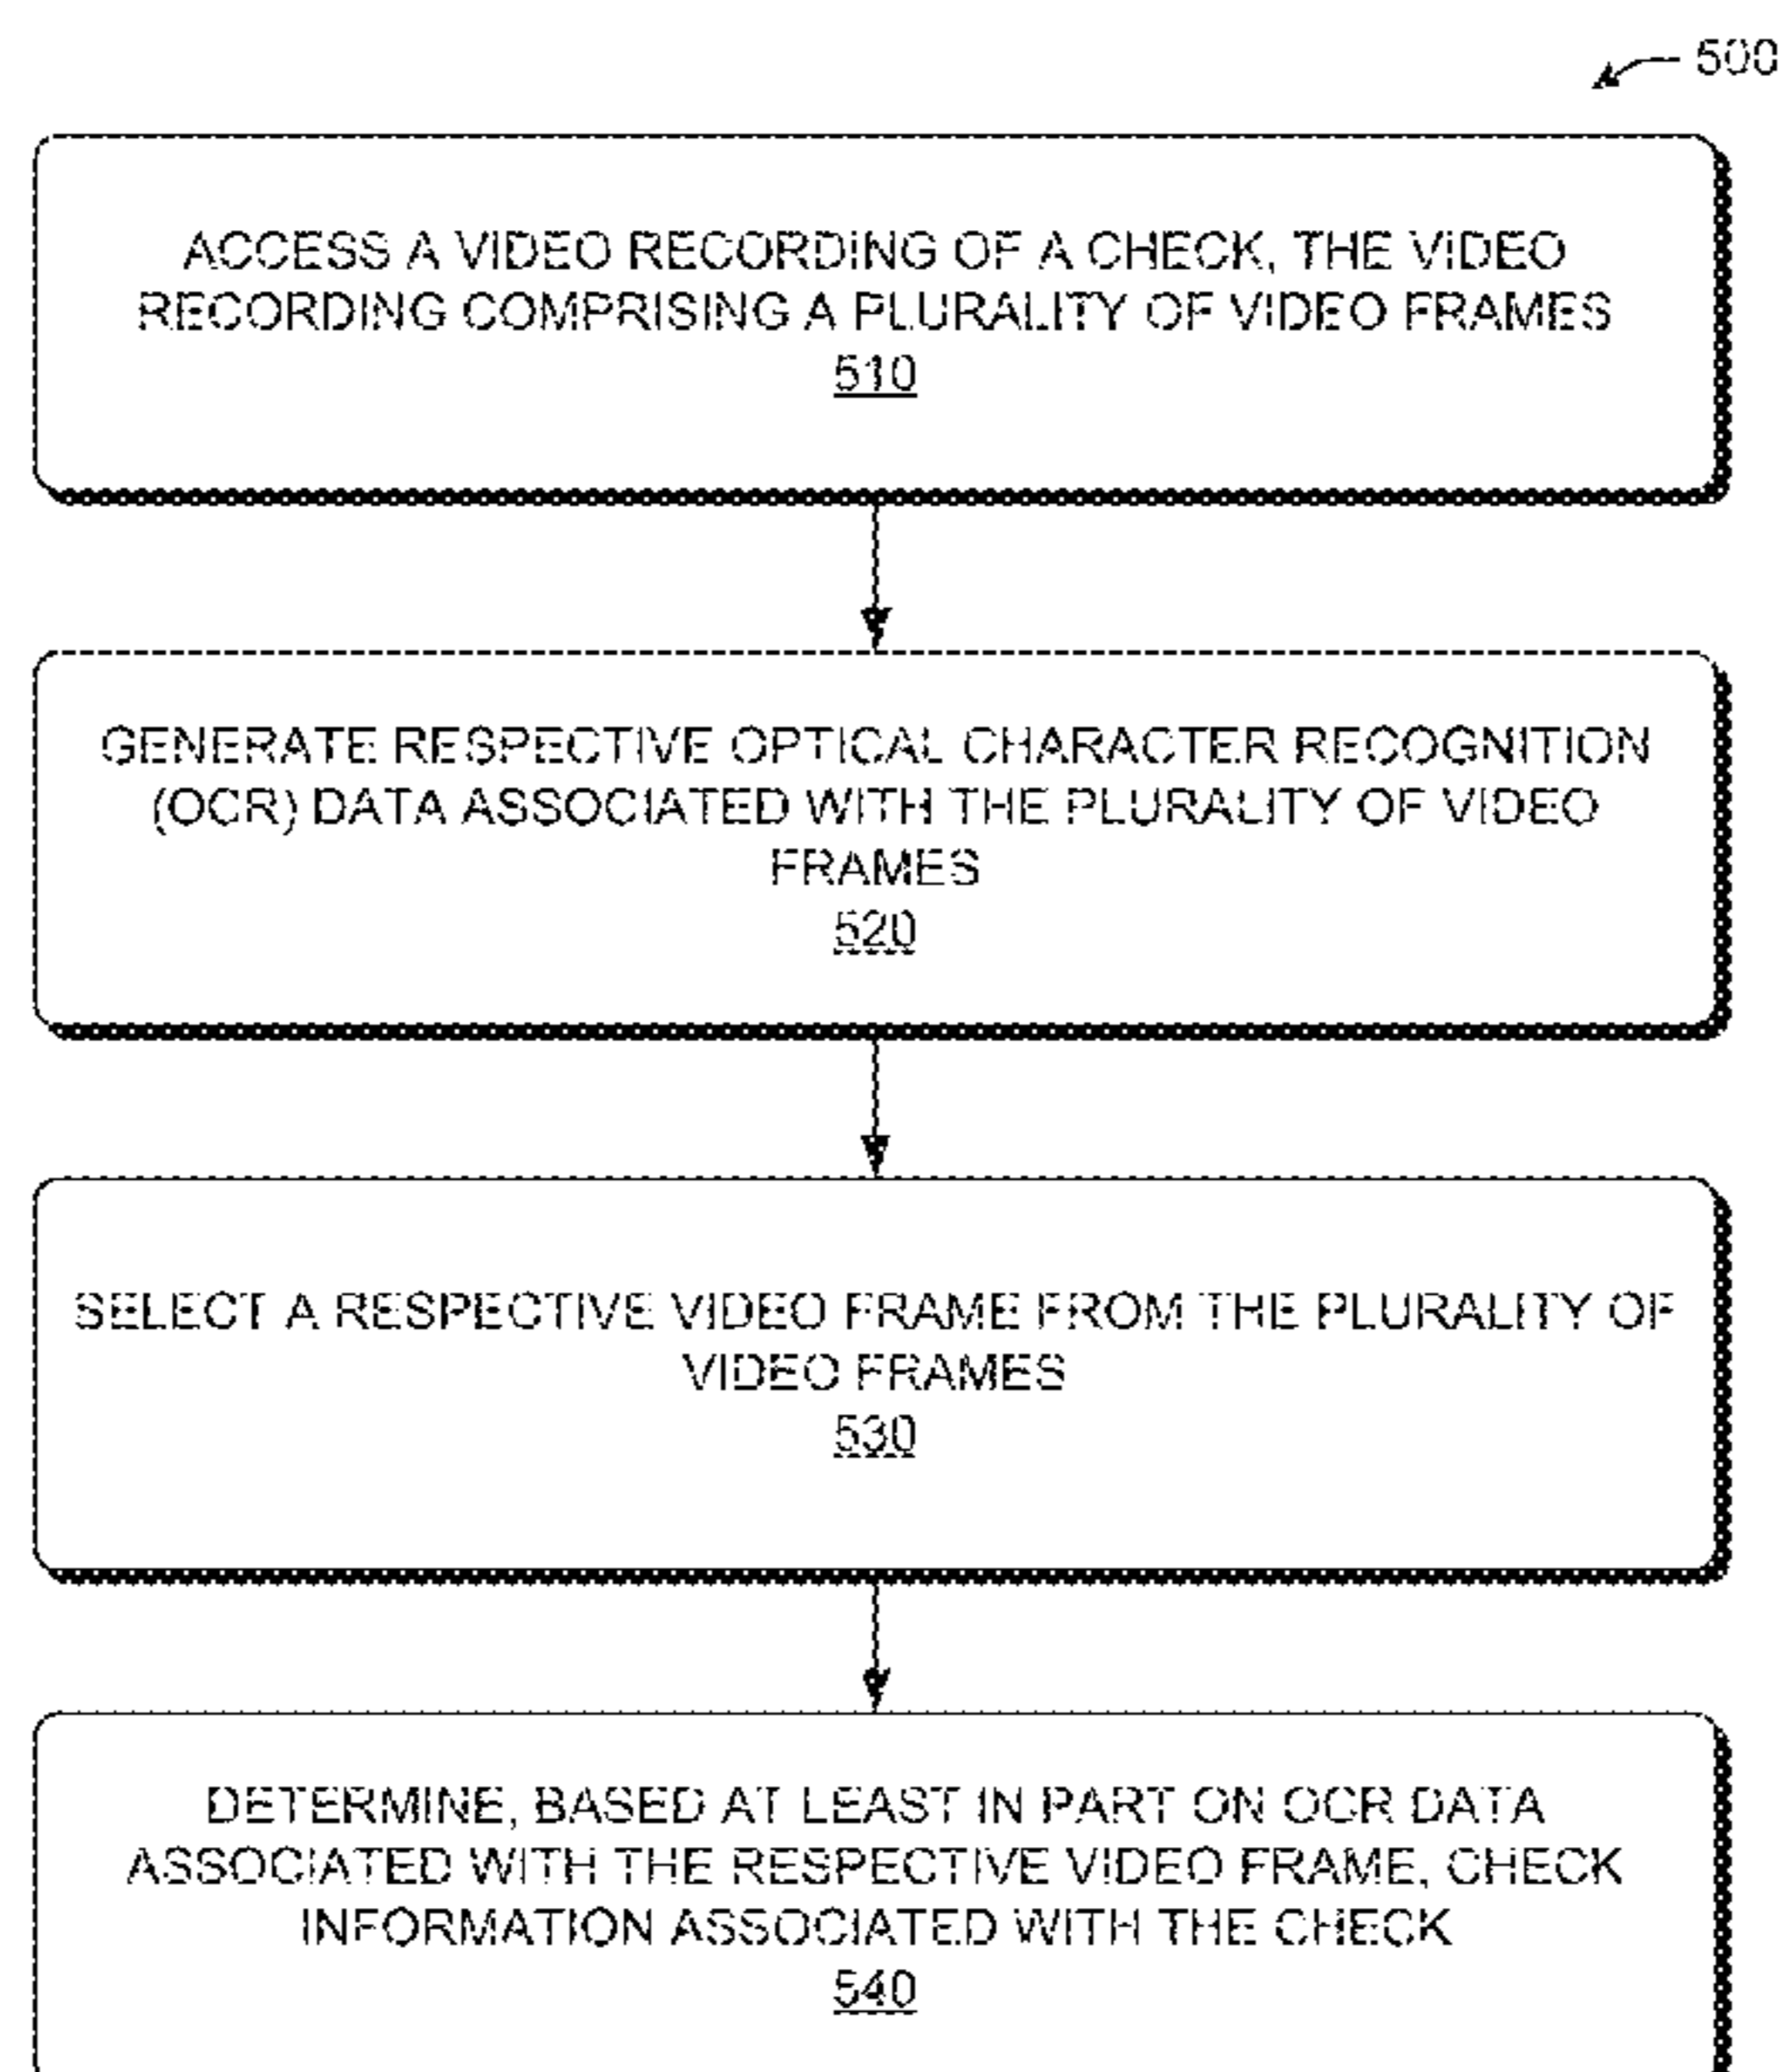 500
ACCESS A VIDEO RECORDING OF A CHECK, THE VIDEO
RECORDING COMPRISING A PLURALITY OF VIDEO FRAMES
510
GENERATE RESPECTIVE OPTICAL CHARACTER RECOGNITION
(OCR) DATA ASSOCIATED WITH THE PLURALITY OF VIDEO
FRAMES
520
SELECT A RESPECTIVE VIDEO FRAME FROM THE PLURALITY OF
VIDEO FRAMES
530
DETERMINE, BASED AT LEAST IN PART ON OCR DATA
ASSOCIATED WITH THE RESPECTIVE VIDEO FRAME, CHECK
INFORMATION ASSOCIATED WITH THE CHECK
540